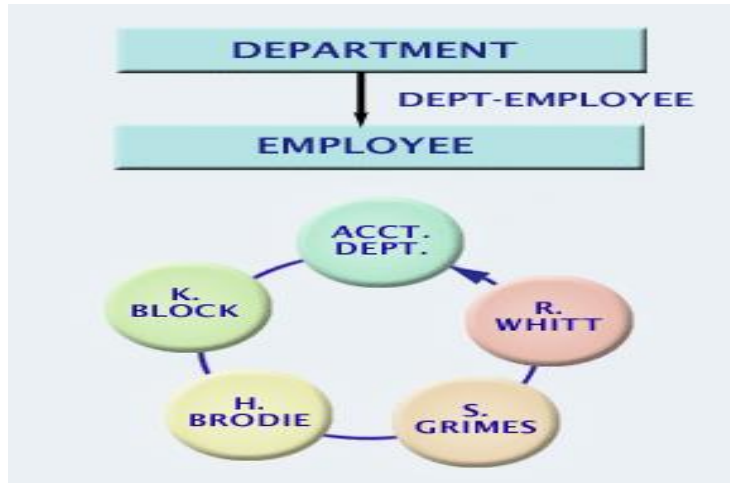 DEPARTMENT
DEPT-EMPLOYEE
EMPLOYEE
ACCT.
DEPT.
K.
BLOCK
R.
WHITT
H.
BRODIE
S.
GRIMES